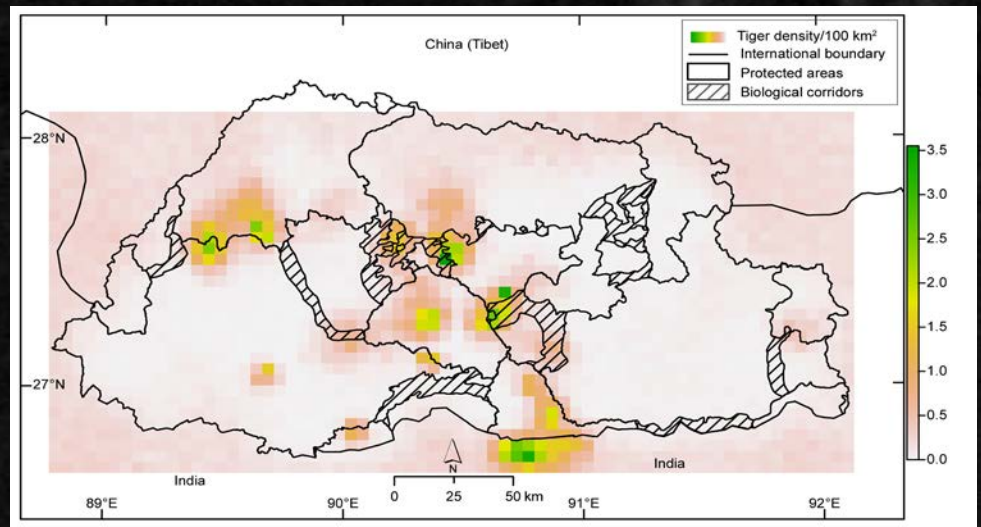 China (Tibet)
Tiger density/100 km²
International boundary
Protected areas
Biological corridors
28°N
27°N
3.5
3.0
2.5
2.0
1.5
1.0
0.5
0.0
India
N
India
0 25 50 km
89°E 90°E 91°E 92°E